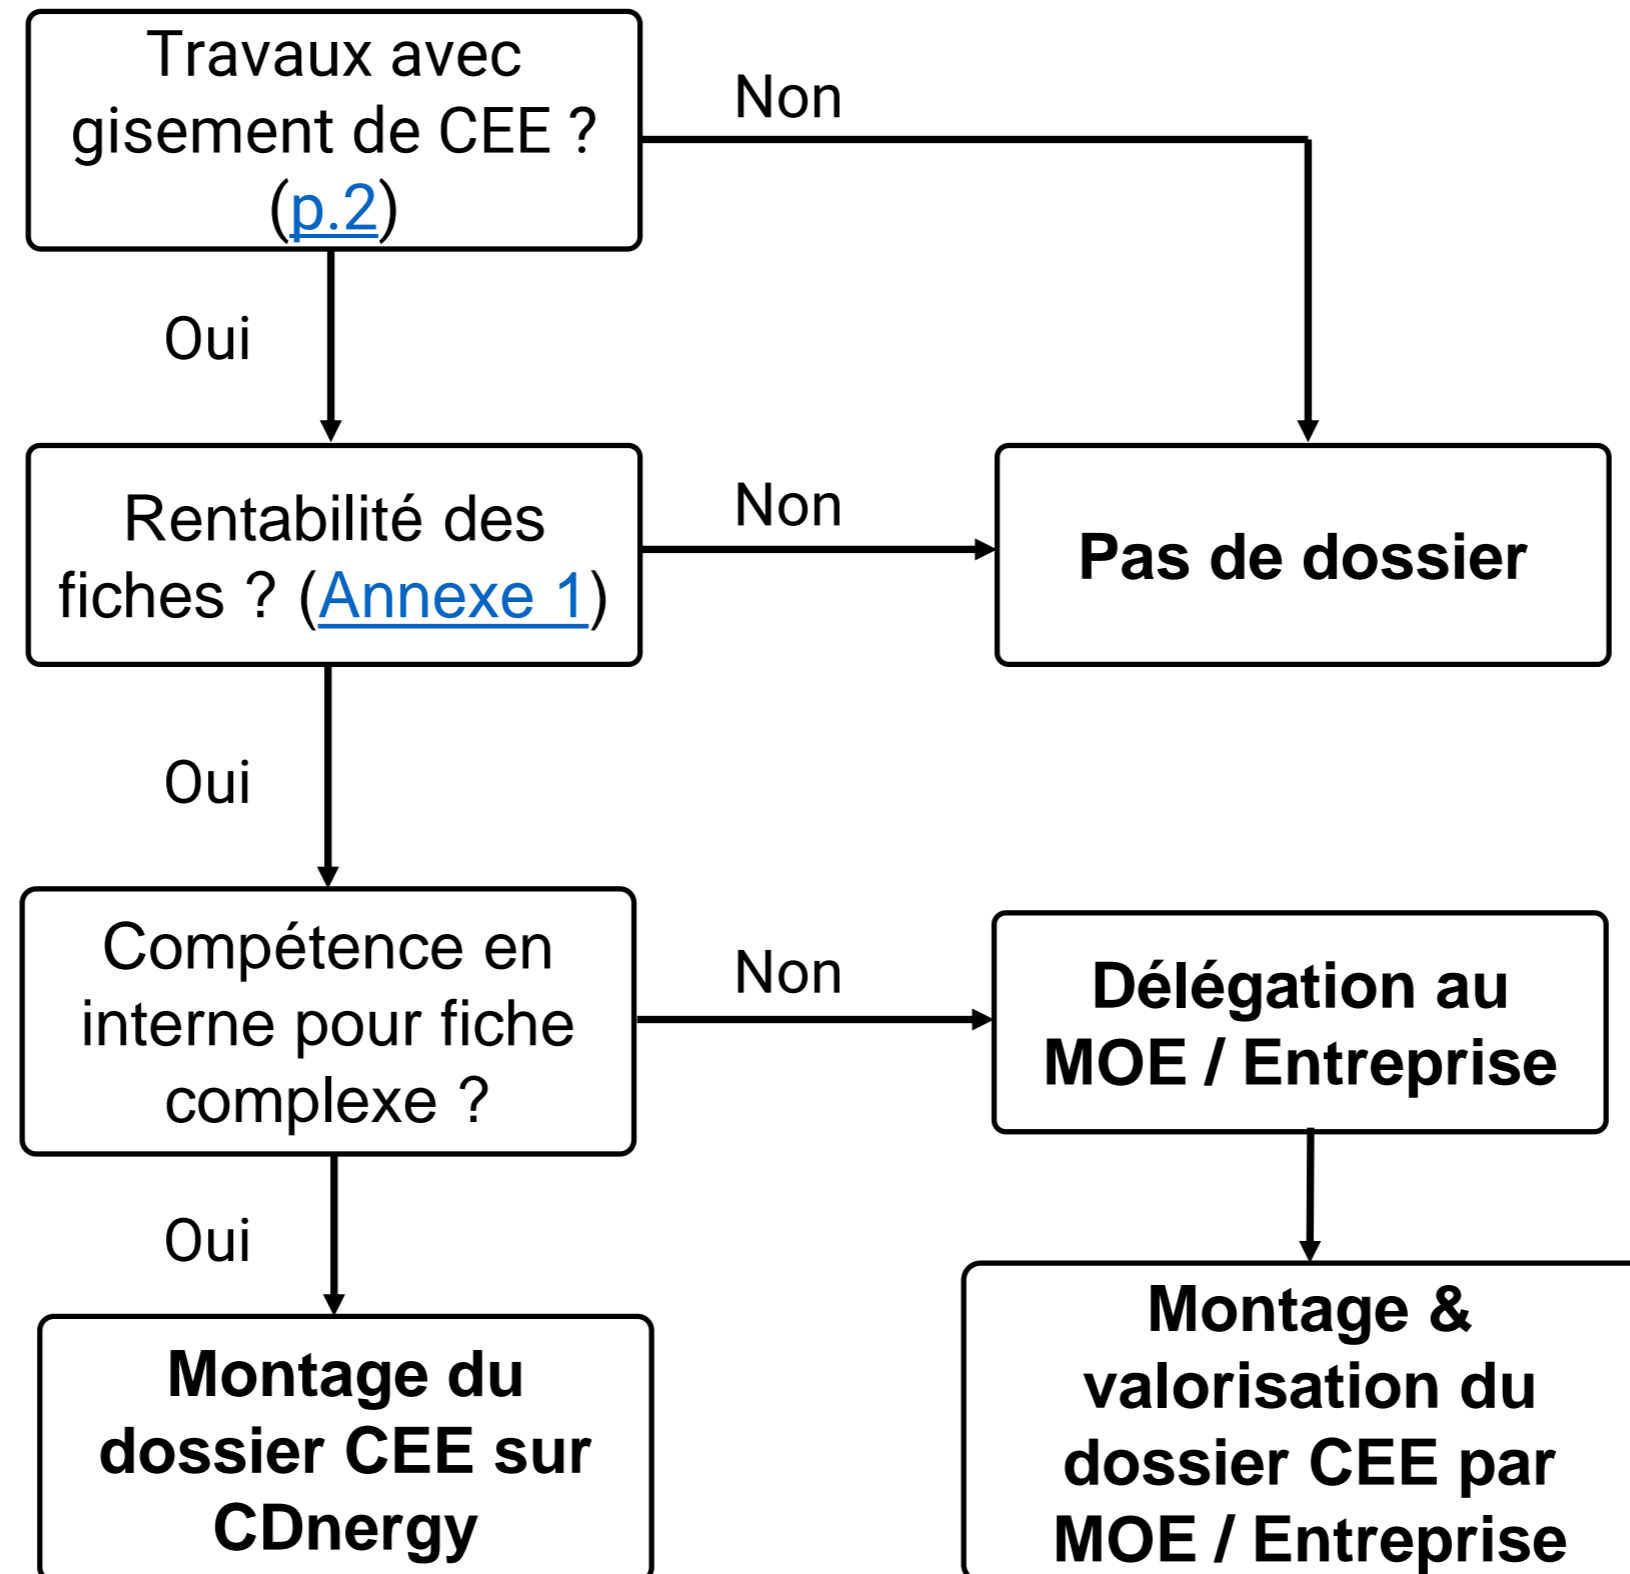 Travaux avec
gisement de CEE ?
(p.2)
Non
Oui
Rentabilité des
fiches ? (Annexe 1)
Non
Pas de dossier
Oui
Compétence en
interne pour fiche
complexe ?
Non
Délégation au
MOE / Entreprise
Oui
Montage du
dossier CEE sur
CDnergy
Montage &
valorisation du
dossier CEE par
MOE / Entreprise